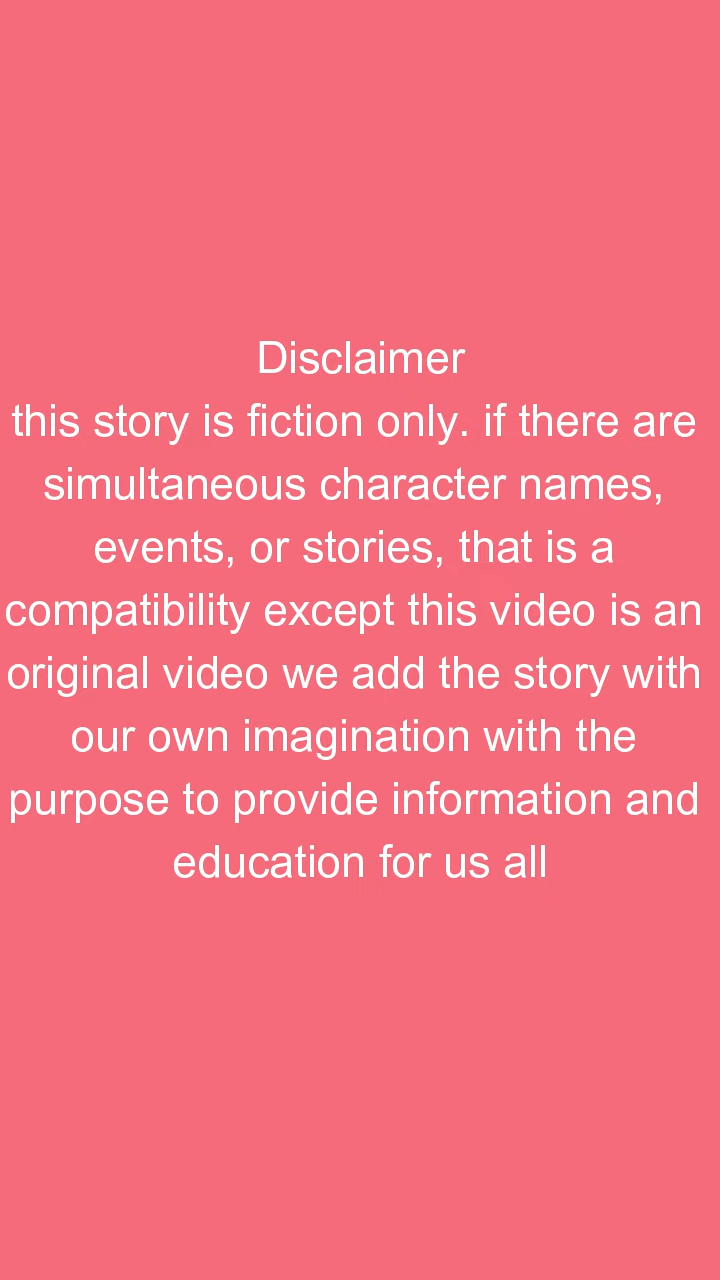 Disclaimer
this story is fiction only. if there are
simultaneous character names,
events, or stories, that is a
compatibility except this video is an
original video we add the story with
our own imagination with the
purpose to provide information and
education for us all